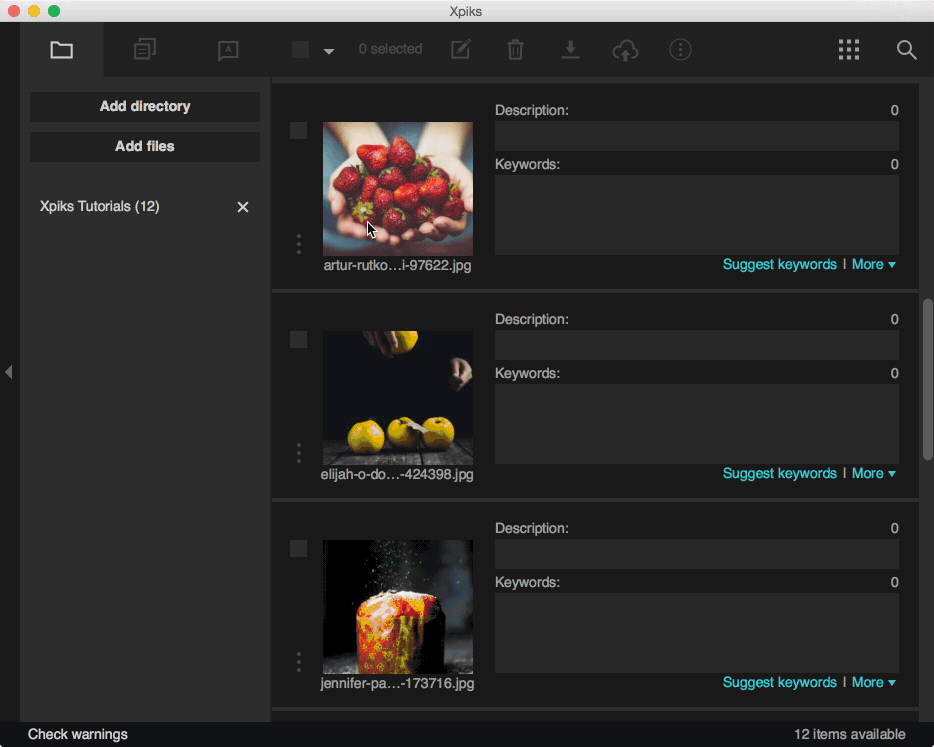 Xpiks
A
0 selected
Add directory
Add files
Xpiks Tutorials (12)
Description: 0
Keywords: 0
Suggest keywords | More
artur-rutko...i-97622.jpg
Description: 0
Keywords: 0
Suggest keywords | More
elijah-o-do...-424398.jpg
Description: 0
Keywords: 0
Suggest keywords | More
jennifer-pa...-173716.jpg
Check warnings
12 items available